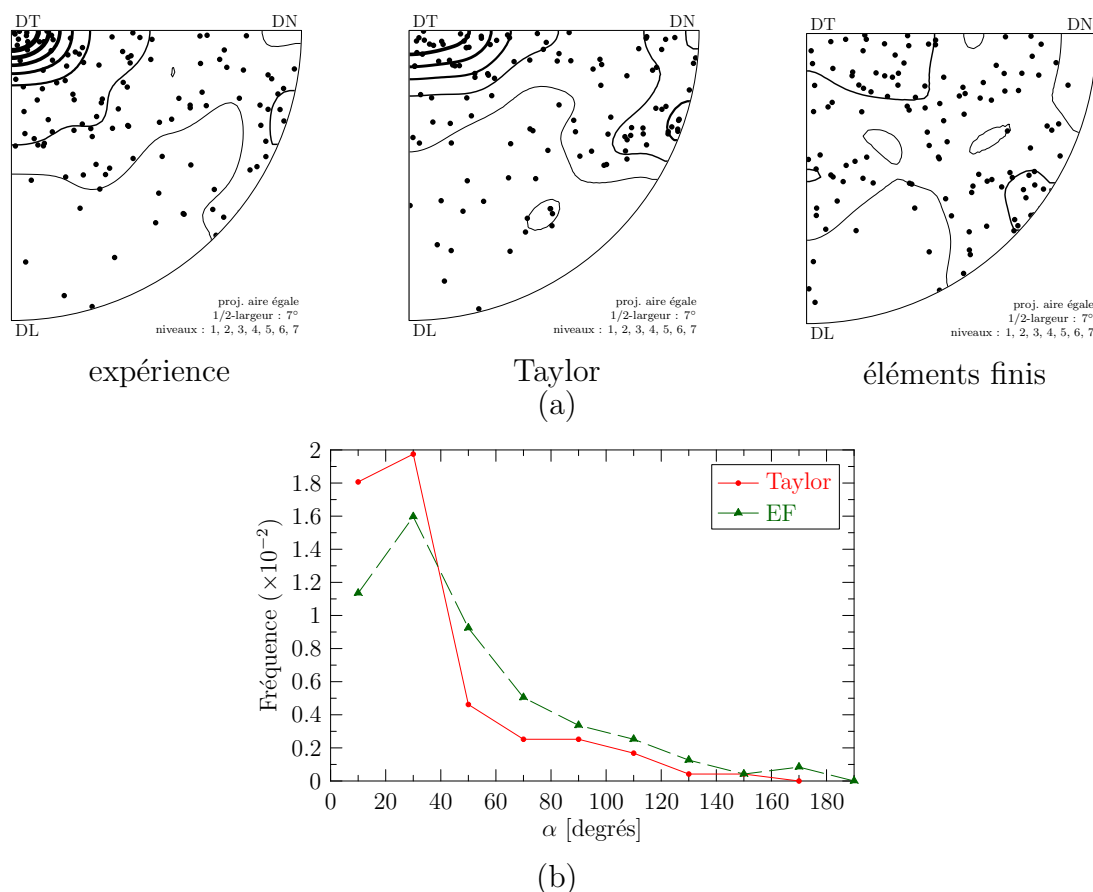 DT DN
DL
proj. aire égale
1/2-largeur : 7°
niveaux : 1, 2, 3, 4, 5, 6, 7
expérience
DT DN
DL
proj. aire égale
1/2-largeur : 7°
niveaux : 1, 2, 3, 4, 5, 6, 7
Taylor
DT DN
DL
proj. aire égale
1/2-largeur : 7°
niveaux : 1, 2, 3, 4, 5, 6, 7
éléments finis
(a)
Fréquence (×10⁻²)
2
1.8
1.6
1.4
1.2
1
0.8
0.6
0.4
0.2
0
Taylor
EF
0 20 40 60 80 100 120 140 160 180
α [degrés]
(b)